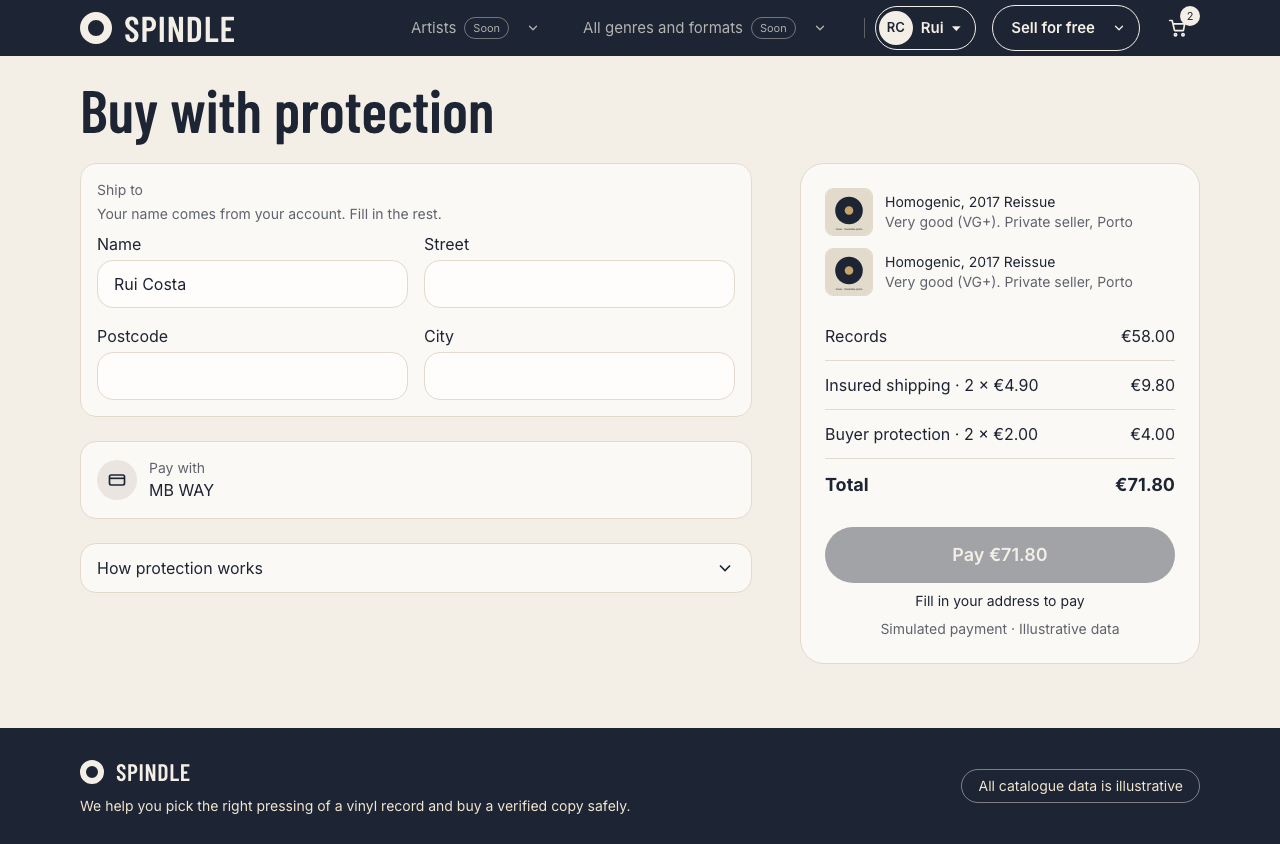 SPINDLE
Artists Soon
All genres and formats Soon
RC Rui
Sell for free
2
Buy with protection
Ship to
Your name comes from your account. Fill in the rest.
Name
Street
Rui Costa
Postcode
City
Pay with
MB WAY
How protection works
Homogenic, 2017 Reissue
Very good (VG+). Private seller, Porto
Homogenic, 2017 Reissue
Very good (VG+). Private seller, Porto
Records €58.00
Insured shipping · 2 × €4.90 €9.80
Buyer protection · 2 × €2.00 €4.00
Total €71.80
Pay €71.80
Fill in your address to pay
Simulated payment · Illustrative data
SPINDLE
We help you pick the right pressing of a vinyl record and buy a verified copy safely.
All catalogue data is illustrative